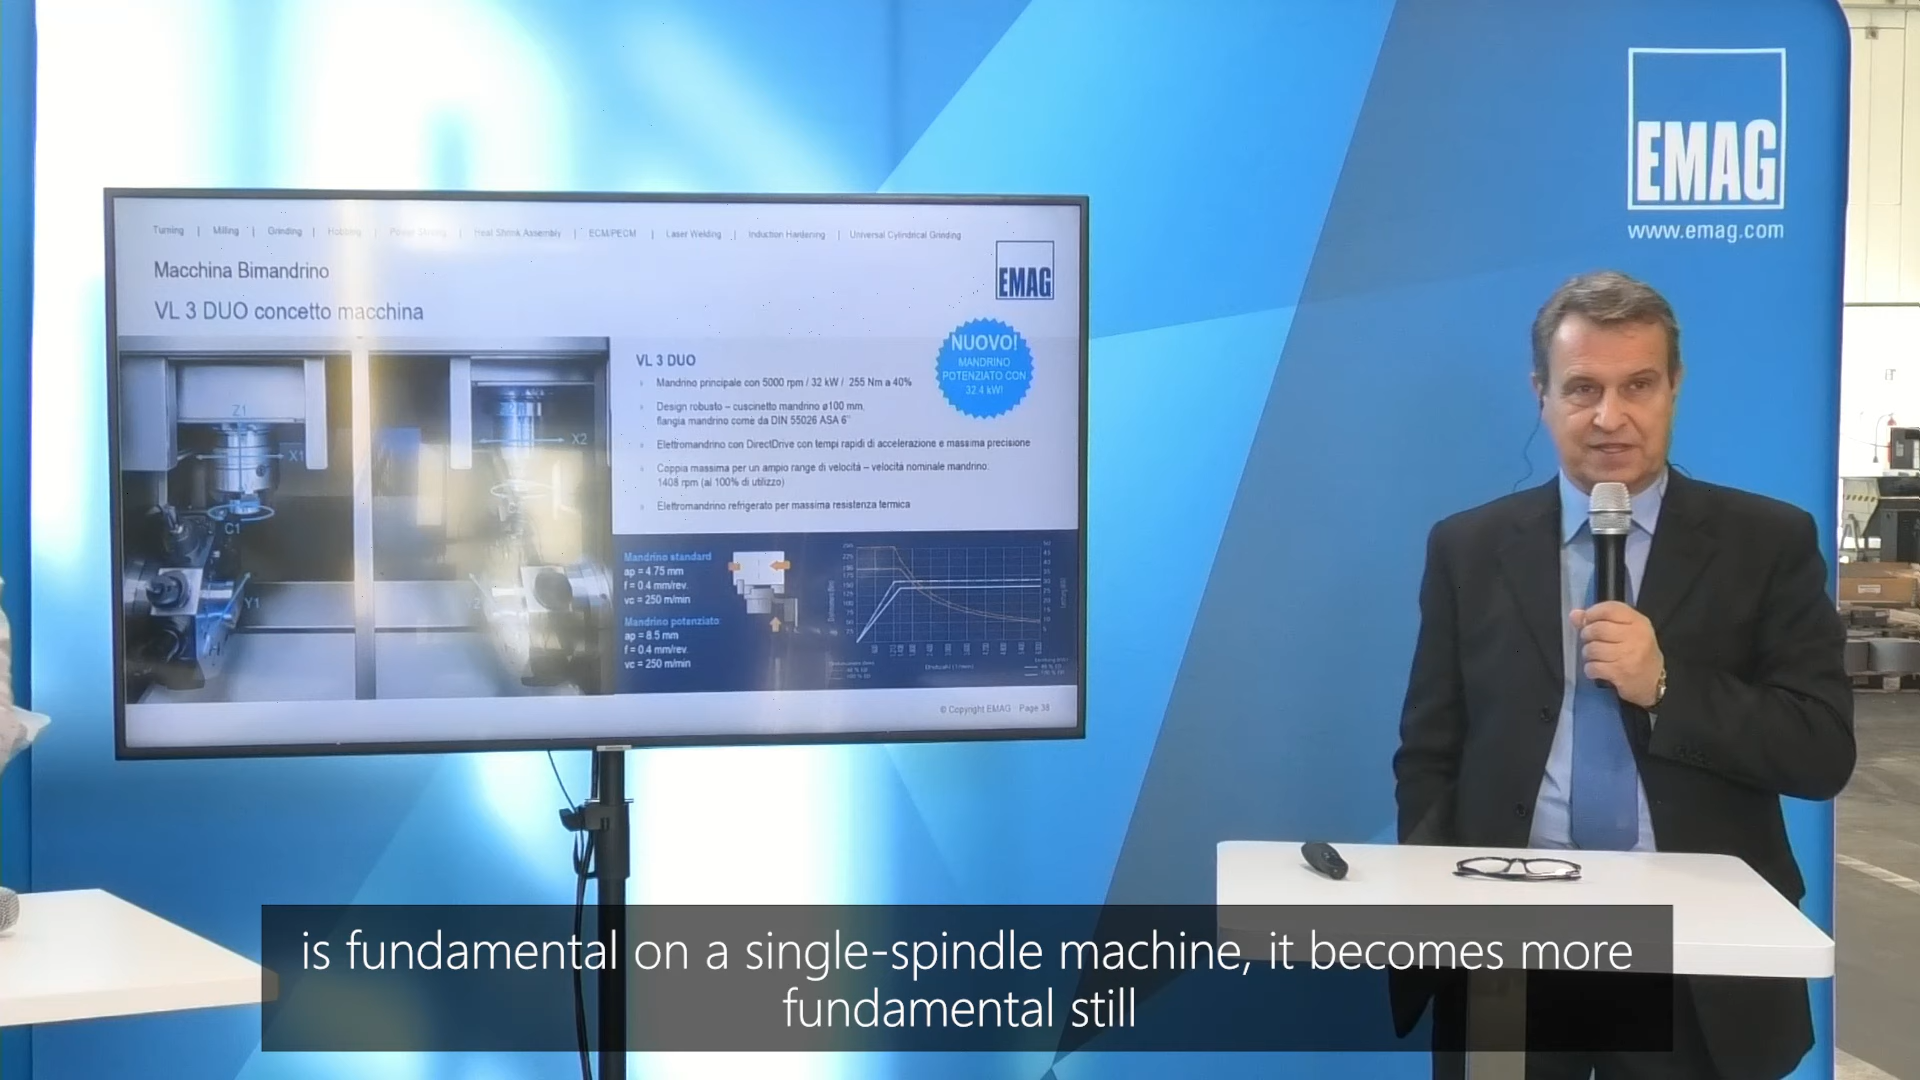 EMAG
www.emag.com
Turning | Milling | Grinding | Hobbing | Power Skiving | Heat Shrink Assembly | ECM/PECM | Laser Welding | Induction Hardening | Universal Cylindrical Grinding
Macchina Bimandrino
EMAG
VL 3 DUO concetto macchina
NUOVO!
MANDRINO
POTENZIATO CON
32.4 kW!
VL 3 DUO
Mandrino principale con 5000 rpm / 32 kW / 255 Nm a 40%
Design robusto – cuscinetto mandrino ø100 mm,
flangia mandrino come da DIN 55026 ASA 6"
Elettromandrino con DirectDrive con tempi rapidi di accelerazione e massima precisione
Coppia massima per un ampio range di velocità – velocità nominale mandrino:
1408 rpm (al 100% di utilizzo)
Elettromandrino refrigerato per massima resistenza termica
Z1
X1
X2
C1
Y1
Mandrino standard
ap = 4.75 mm
f = 0.4 mm/rev.
vc = 250 m/min
Mandrino potenziato:
ap = 8.5 mm
f = 0.4 mm/rev.
vc = 250 m/min
Drehzahl (1/min)
© Copyright EMAG Page 38
is fundamental on a single-spindle machine, it becomes more
fundamental still